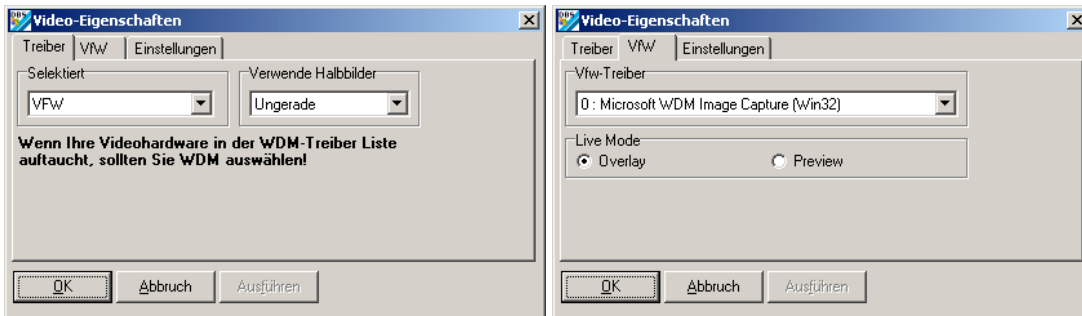 DBS Video-Eigenschaften
Treiber VfW Einstellungen
Selektiert
VFW
Verwende Halbbilder
Ungerade
Wenn Ihre Videohardware in der WDM-Treiber Liste
auftaucht, sollten Sie WDM auswählen!
OK Abbruch Ausführen
DBS Video-Eigenschaften
Treiber VfW Einstellungen
Vfw-Treiber
0 : Microsoft WDM Image Capture (Win32)
Live Mode
Overlay Preview
OK Abbruch Ausführen